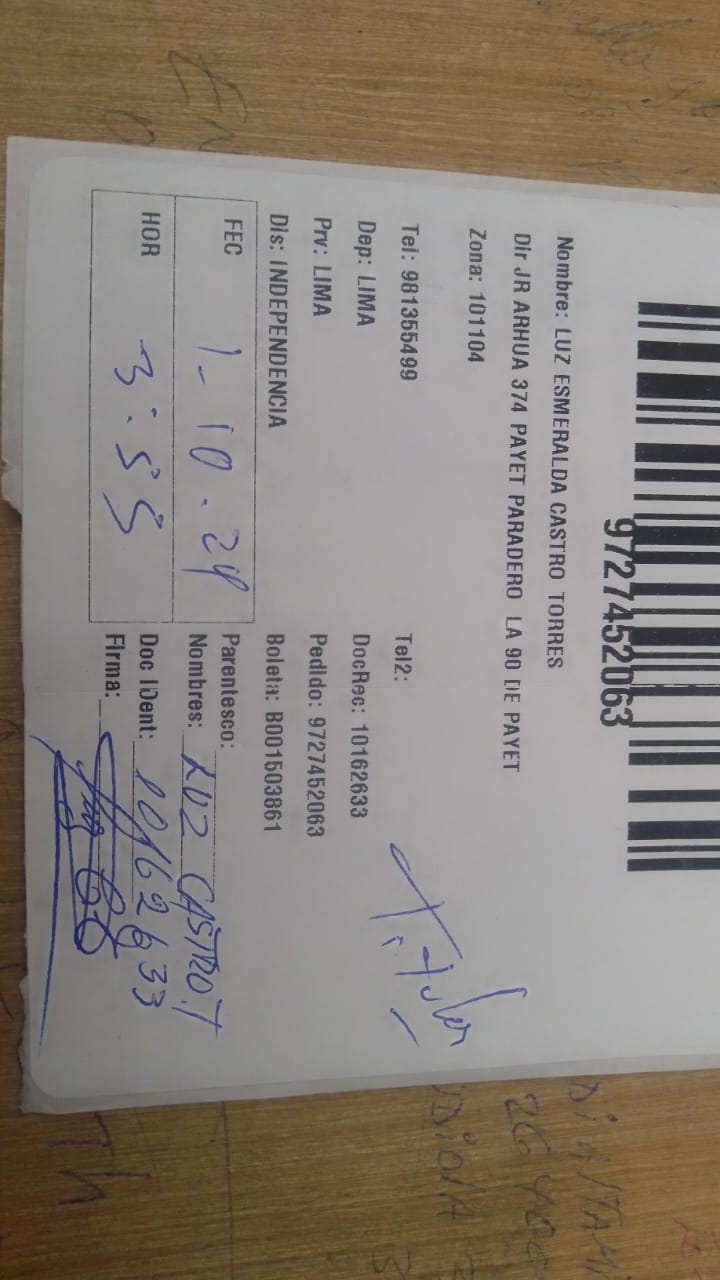 9727452063
Nombre: LUZ ESMERALDA CASTRO TORRES
Dir JR ARHUA 374 PAYET PARADERO LA 90 DE PAYET
Zona: 101104
Tel: 981355499 Tel2:
Dep: LIMA DocRec: 10162633
Prv: LIMA Pedido: 9727452063
Dis: INDEPENDENCIA Boleta: B001503861
Titular
FEC 1-10.24
HOR 3:55
Parentesco:
Nombres: LUZ CASTRO.T
Doc IDent: 10162633
Firma: